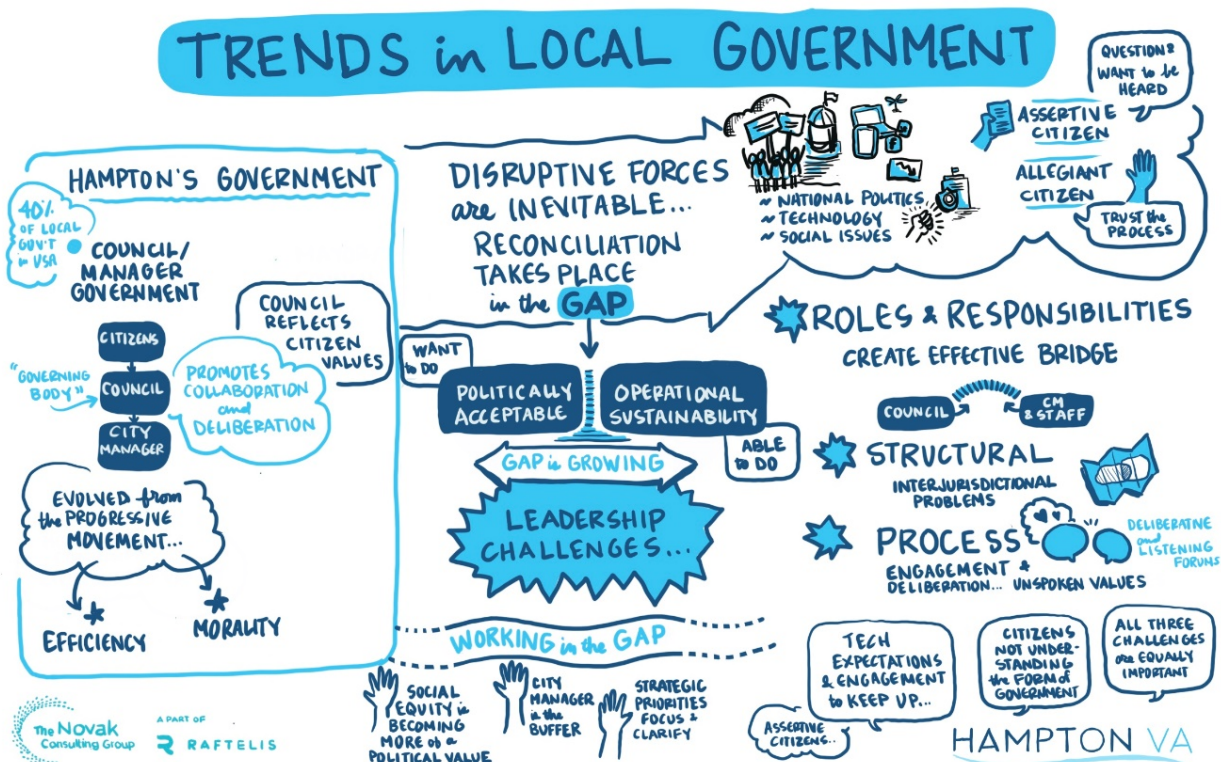 TRENDS in LOCAL GOVERNMENT
HAMPTON'S GOVERNMENT
40%
OF LOCAL
GOV'T
in USA
COUNCIL/
MANAGER
GOVERNMENT
CITIZENS
COUNCIL
CITY
MANAGER
"GOVERNING
BODY"
PROMOTES
COLLABORATION
and
DELIBERATION
COUNCIL
REFLECTS
CITIZEN
VALUES
EVOLVED from
the PROGRESSIVE
MOVEMENT...
EFFICIENCY
MORALITY
DISRUPTIVE FORCES
are INEVITABLE...
RECONCILIATION
TAKES PLACE
in the GAP
~ NATIONAL POLITICS
~ TECHNOLOGY
~ SOCIAL ISSUES
QUESTION &
WANT to be
HEARD
ASSERTIVE
CITIZEN
ALLEGIANT
CITIZEN
TRUST the
PROCESS
WANT
to DO
POLITICALLY
ACCEPTABLE
OPERATIONAL
SUSTAINABILITY
ABLE
to DO
GAP is GROWING
LEADERSHIP
CHALLENGES...
ROLES & RESPONSIBILITIES
CREATE EFFECTIVE BRIDGE
COUNCIL
CM
& STAFF
STRUCTURAL
INTERJURISDICTIONAL
PROBLEMS
PROCESS
ENGAGEMENT &
DELIBERATION... UNSPOKEN VALUES
DELIBERATIVE
and
LISTENING
FORUMS
WORKING in the GAP
SOCIAL
EQUITY is
BECOMING
MORE of a
POLITICAL VALUE
CITY
MANAGER
is the
BUFFER
STRATEGIC
PRIORITIES
FOCUS &
CLARIFY
ASSERTIVE
CITIZENS..
TECH
EXPECTATIONS
& ENGAGEMENT
to KEEP UP...
CITIZENS
NOT UNDER-
STANDING
the FORM of
GOVERNMENT
ALL THREE
CHALLENGES
are EQUALLY
IMPORTANT
The Novak
Consulting Group
A PART OF
RAFTELIS
HAMPTON VA